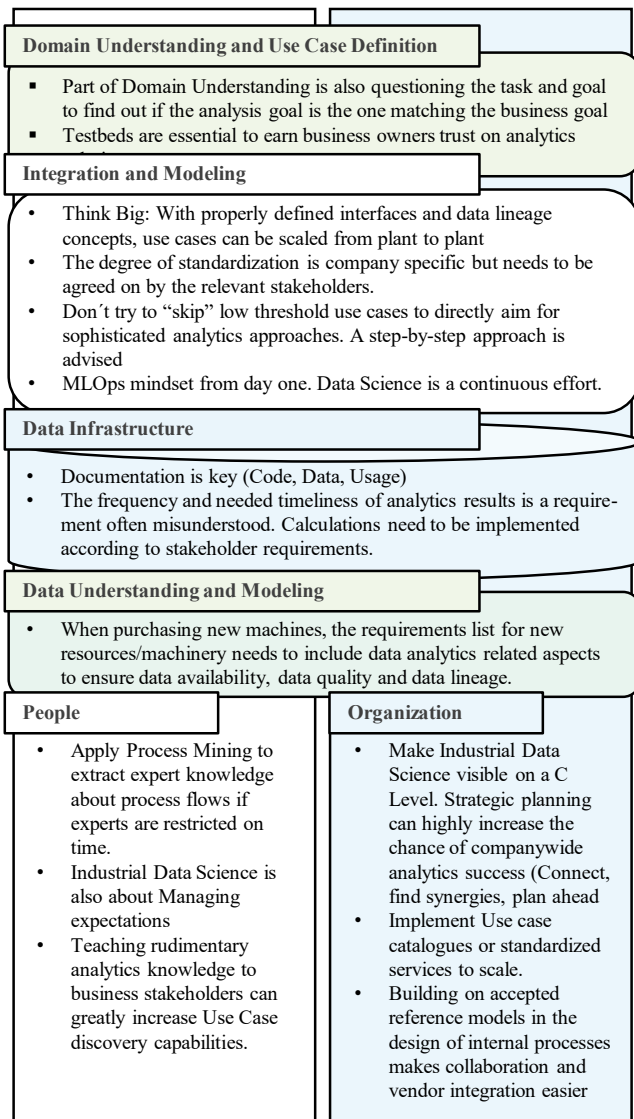 Domain Understanding and Use Case Definition
▪ Part of Domain Understanding is also questioning the task and goal
to find out if the analysis goal is the one matching the business goal
▪ Testbeds are essential to earn business owners trust on analytics
Integration and Modeling
• Think Big: With properly defined interfaces and data lineage
concepts, use cases can be scaled from plant to plant
• The degree of standardization is company specific but needs to be
agreed on by the relevant stakeholders.
• Don´t try to “skip” low threshold use cases to directly aim for
sophisticated analytics approaches. A step-by-step approach is
advised
• MLOps mindset from day one. Data Science is a continuous effort.
Data Infrastructure
• Documentation is key (Code, Data, Usage)
• The frequency and needed timeliness of analytics results is a require-
ment often misunderstood. Calculations need to be implemented
according to stakeholder requirements.
Data Understanding and Modeling
• When purchasing new machines, the requirements list for new
resources/machinery needs to include data analytics related aspects
to ensure data availability, data quality and data lineage.
People
• Apply Process Mining to
extract expert knowledge
about process flows if
experts are restricted on
time.
• Industrial Data Science is
also about Managing
expectations
• Teaching rudimentary
analytics knowledge to
business stakeholders can
greatly increase Use Case
discovery capabilities.
Organization
• Make Industrial Data
Science visible on a C
Level. Strategic planning
can highly increase the
chance of companywide
analytics success (Connect,
find synergies, plan ahead
• Implement Use case
catalogues or standardized
services to scale.
• Building on accepted
reference models in the
design of internal processes
makes collaboration and
vendor integration easier